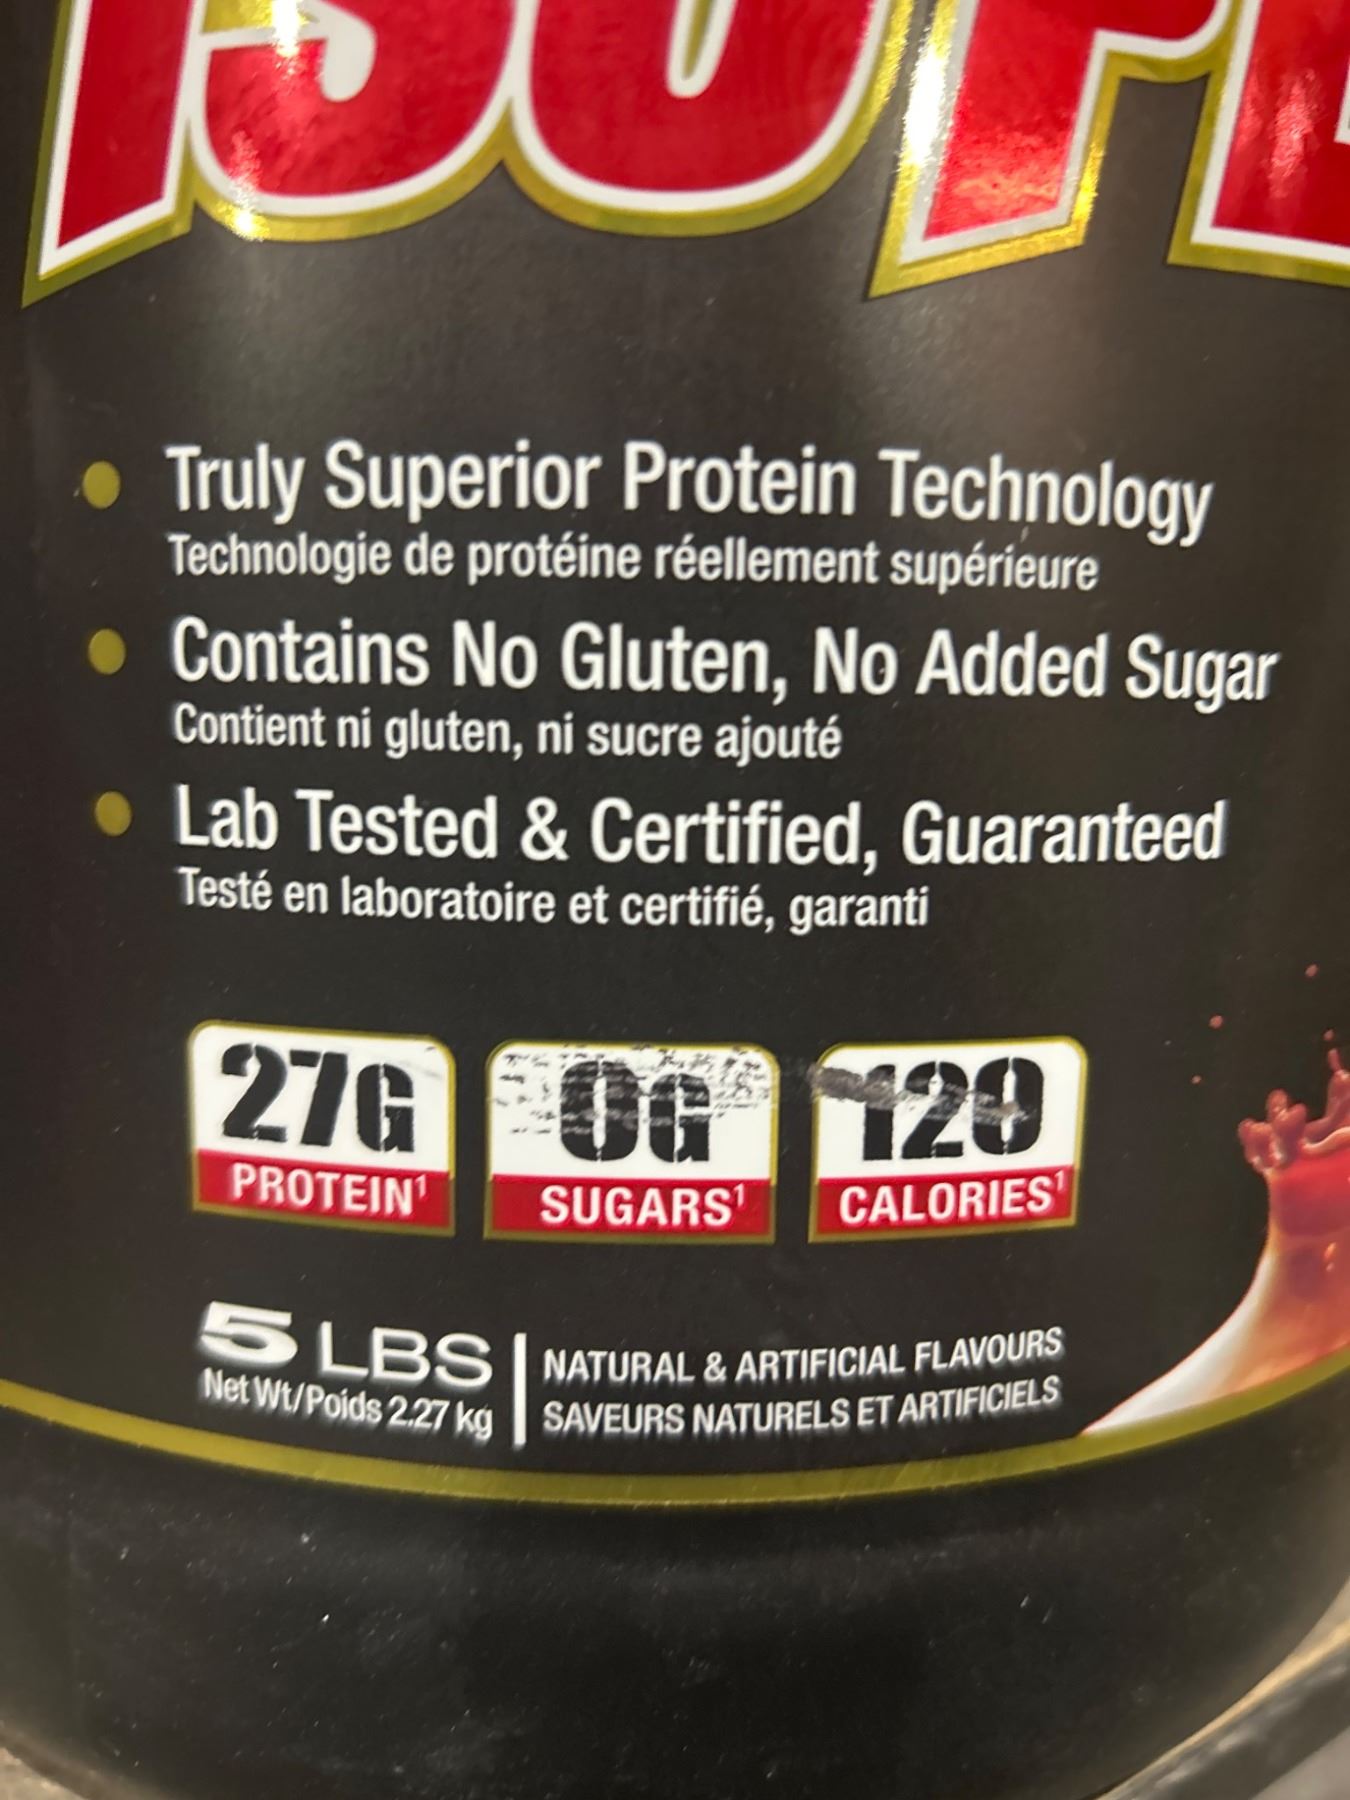 Truly Superior Protein Technology
Technologie de protéine réellement supérieure
Contains No Gluten, No Added Sugar
Contient ni gluten, ni sucre ajouté
Lab Tested & Certified, Guaranteed
Testé en laboratoire et certifié, garanti
27G 0G 120
PROTEIN¹ SUGARS¹ CALORIES¹
5 LBS
Net Wt/Poids 2.27 kg
NATURAL & ARTIFICIAL FLAVOURS
SAVEURS NATURELS ET ARTIFICIELS